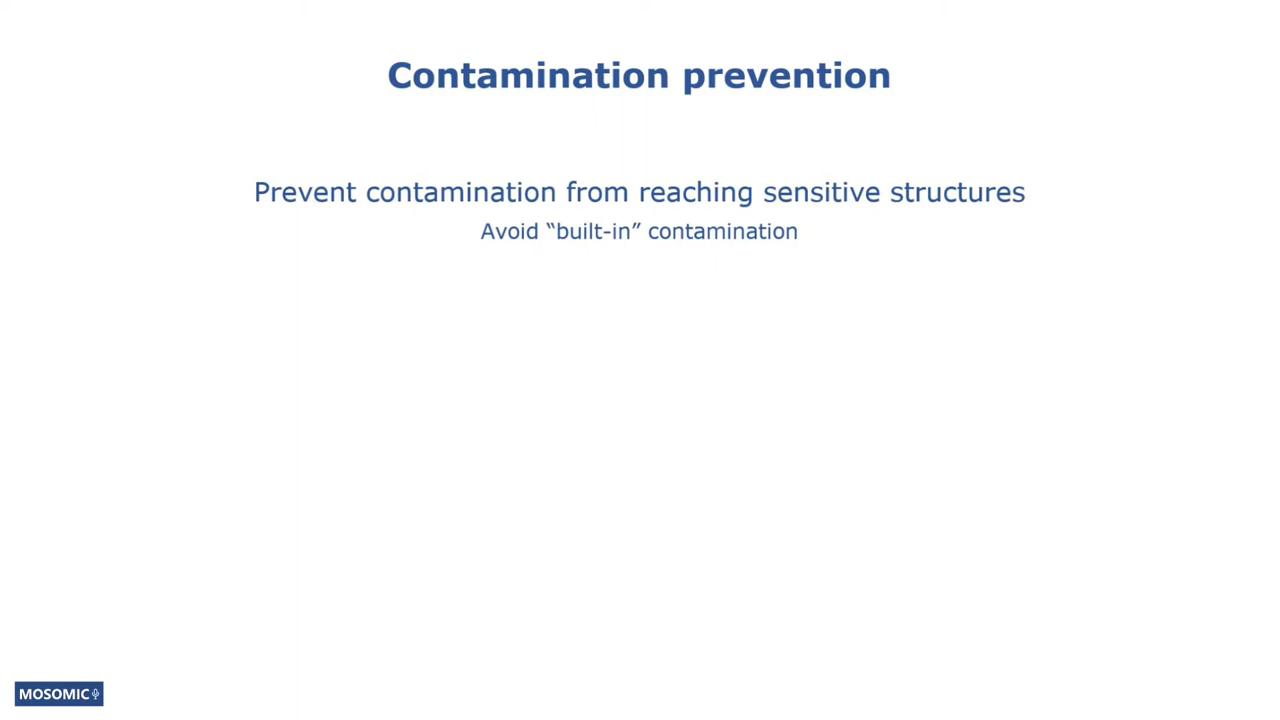 Contamination prevention
Prevent contamination from reaching sensitive structures
Avoid “built-in” contamination
MOSOMIC